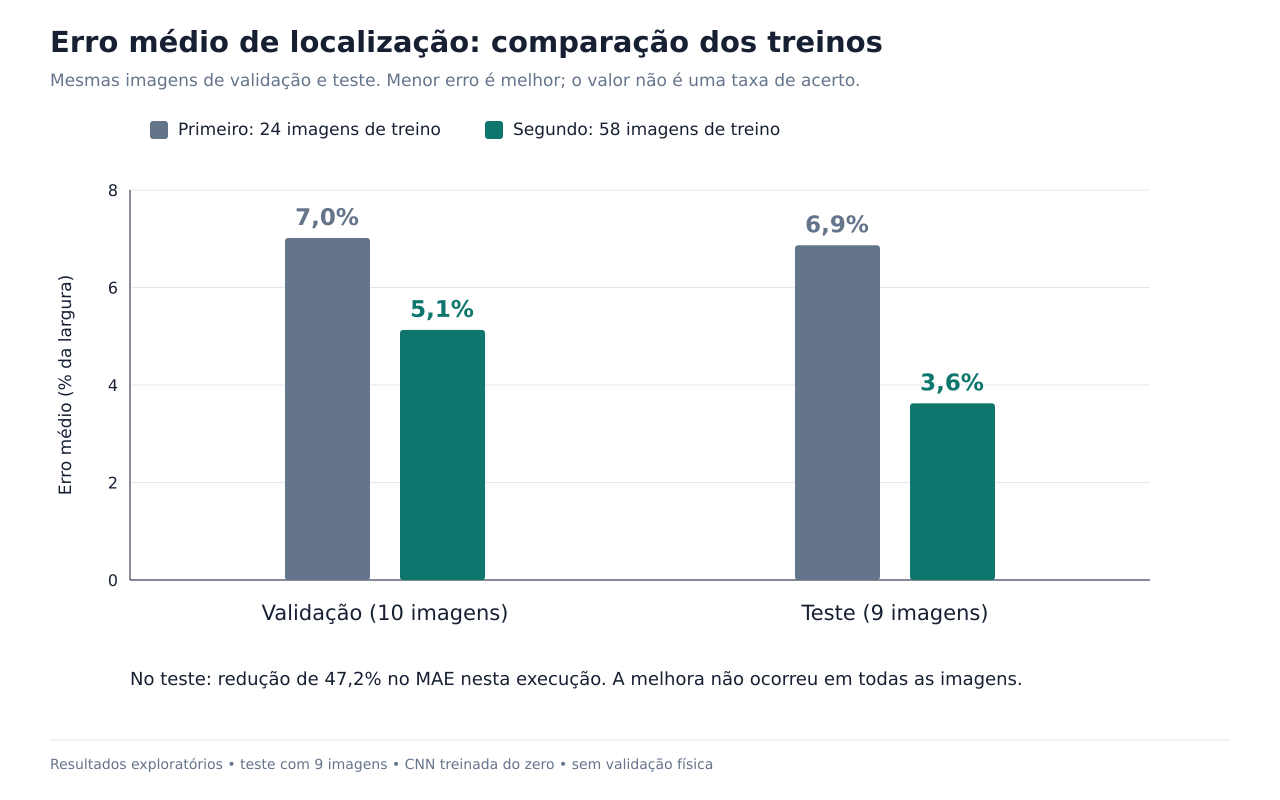 Erro médio de localização: comparação dos treinos
Mesmas imagens de validação e teste. Menor erro é melhor; o valor não é uma taxa de acerto.
Primeiro: 24 imagens de treino
Segundo: 58 imagens de treino
Erro médio (% da largura)
8
6
4
2
0
7,0%
5,1%
6,9%
3,6%
Validação (10 imagens)
Teste (9 imagens)
No teste: redução de 47,2% no MAE nesta execução. A melhora não ocorreu em todas as imagens.
Resultados exploratórios • teste com 9 imagens • CNN treinada do zero • sem validação física